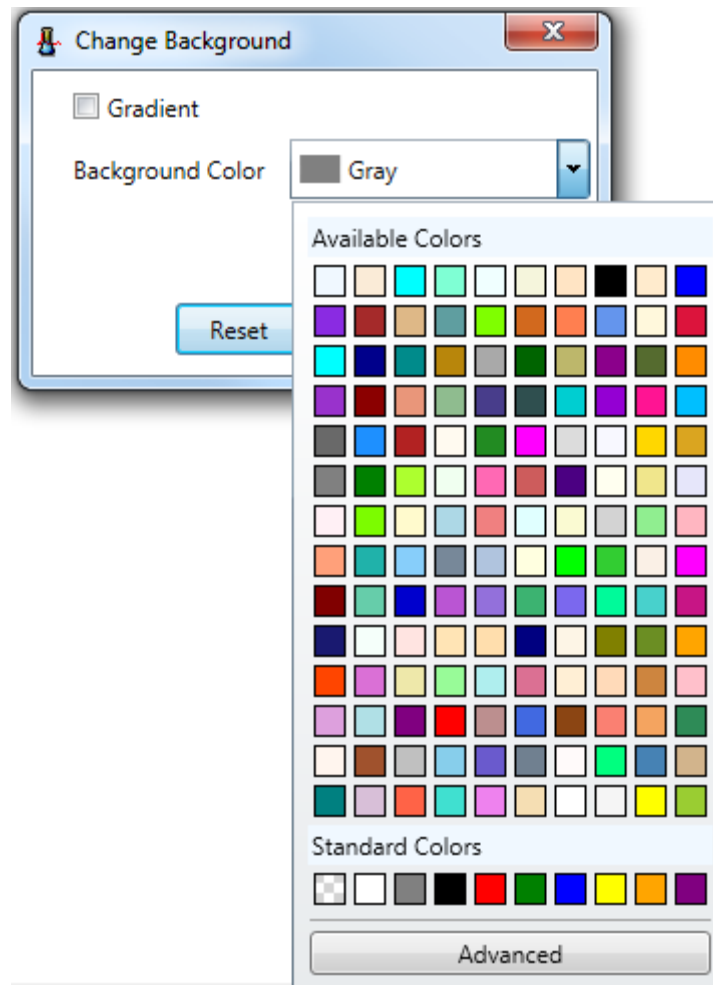 Change Background
Gradient
Background Color Gray
Available Colors
Reset
Standard Colors
Advanced